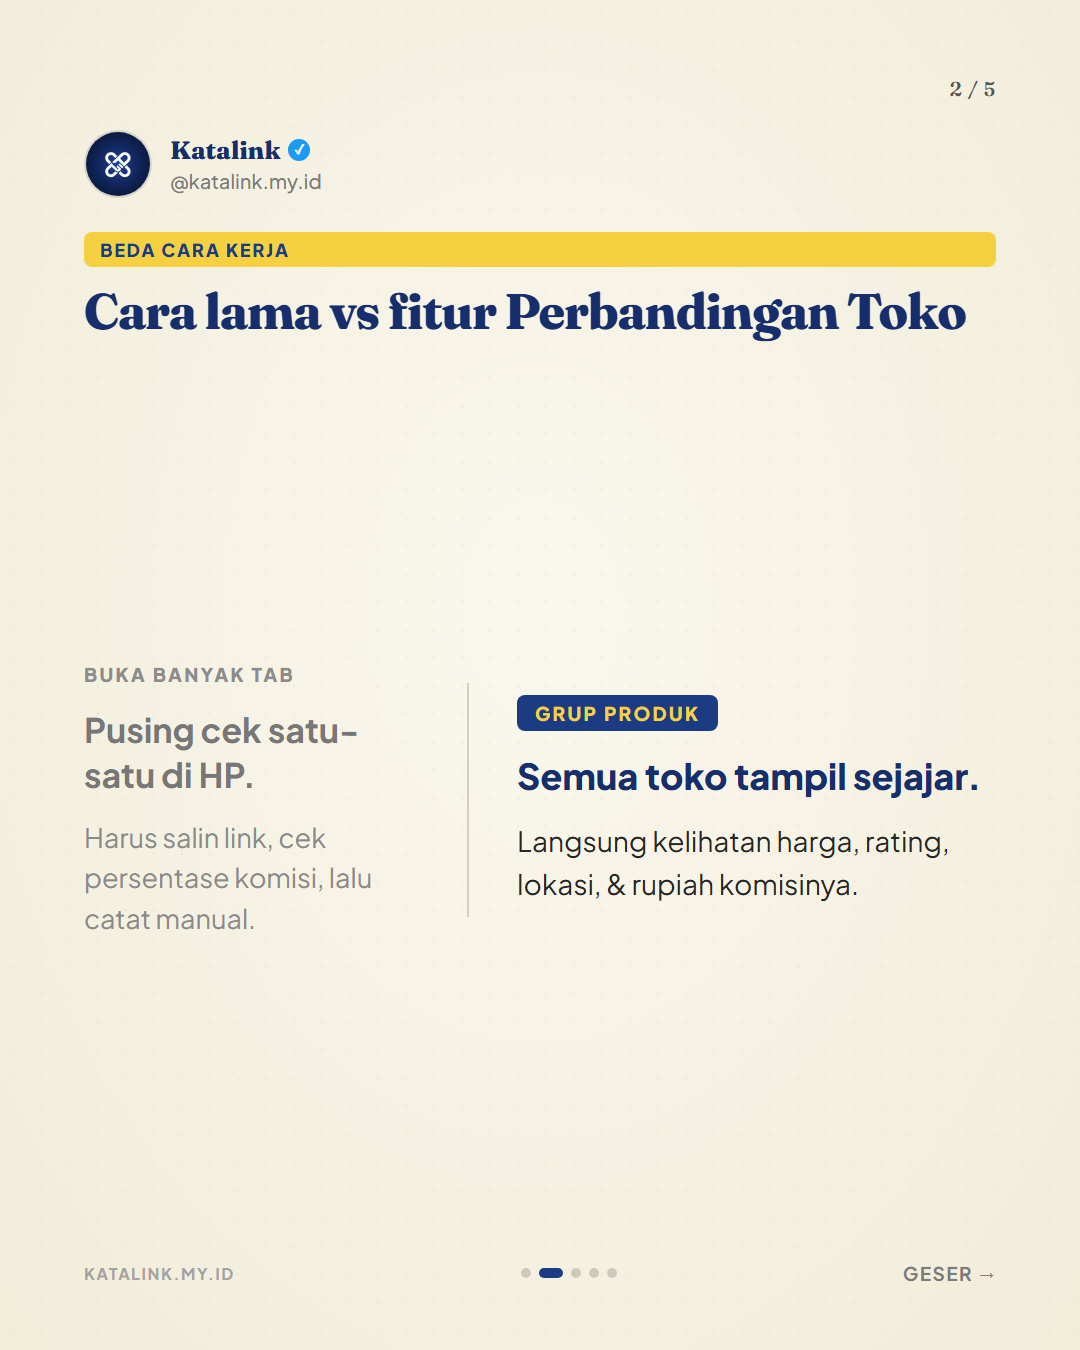 2 / 5
Katalink
@katalink.my.id
BEDA CARA KERJA
Cara lama vs fitur Perbandingan Toko
BUKA BANYAK TAB
Pusing cek satu-
satu di HP.
Harus salin link, cek
persentase komisi, lalu
catat manual.
GRUP PRODUK
Semua toko tampil sejajar.
Langsung kelihatan harga, rating,
lokasi, & rupiah komisinya.
KATALINK.MY.ID
GESER →